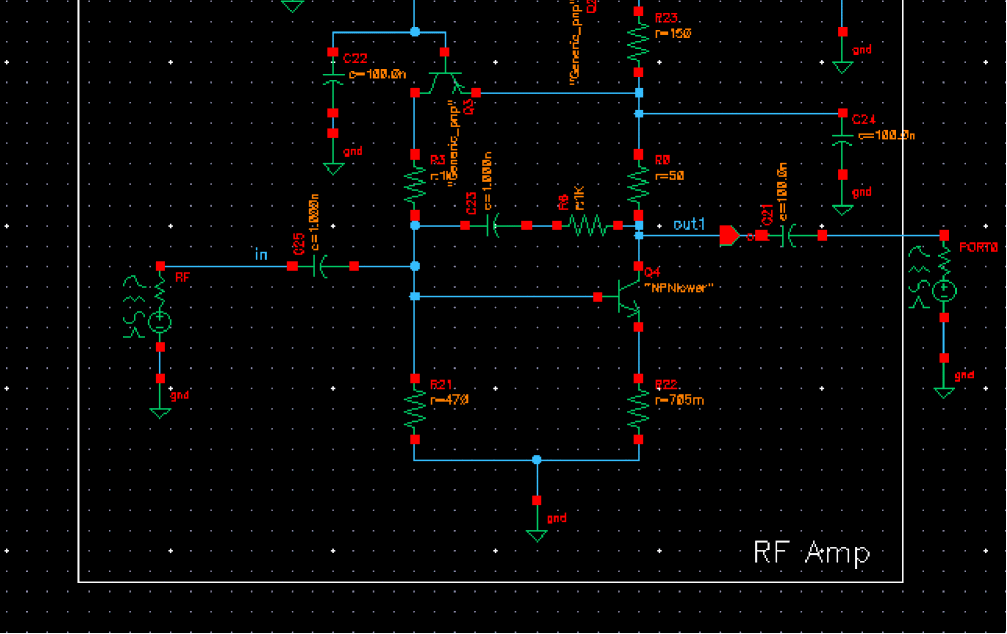 R23
r=150
"Generic_pnp"
gnd
C22
c=100.0n
Q3
"Generic_pnp"
gnd
C24
c=100.0n
gnd
R3
R0
r=50
C23
c=1.000n
R6
r=1K
C21
c=100.0n
out1
C25
c=1.000n
in
RF
gnd
Q4
"NPNlower"
PORT0
gnd
R21
r=470
R22
r=705m
gnd
RF Amp